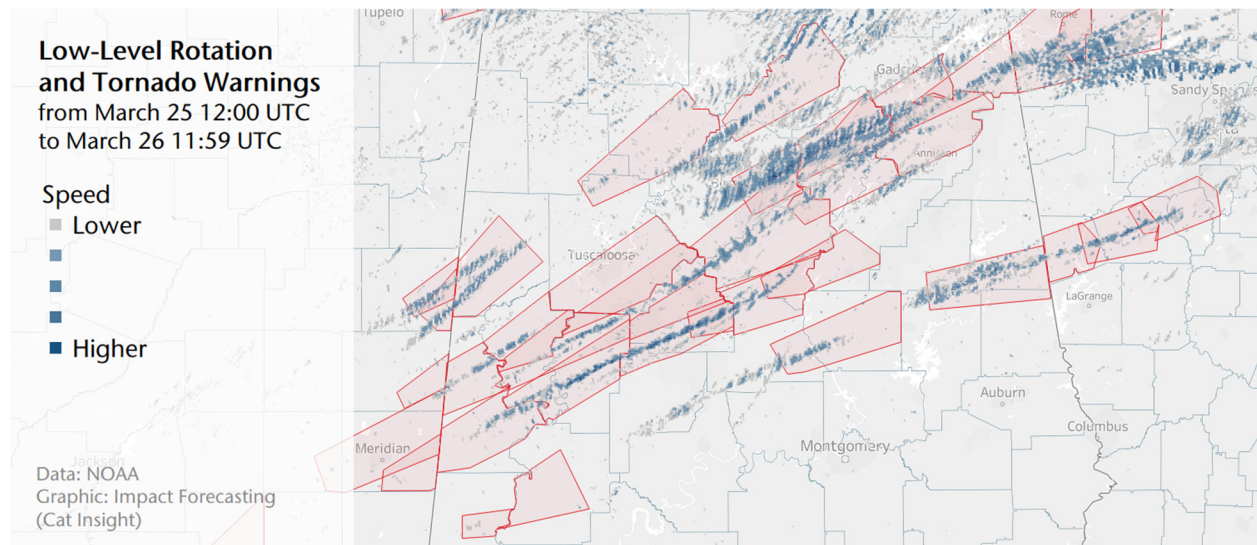 Low-Level Rotation
and Tornado Warnings
from March 25 12:00 UTC
to March 26 11:59 UTC
Speed
Lower
Higher
Data: NOAA
Graphic: Impact Forecasting
(Cat Insight)
Tupelo
Rome
Sandy Springs
Anniston
Tuscaloosa
LaGrange
Auburn
Columbus
Meridian
Montgomery
Jackson